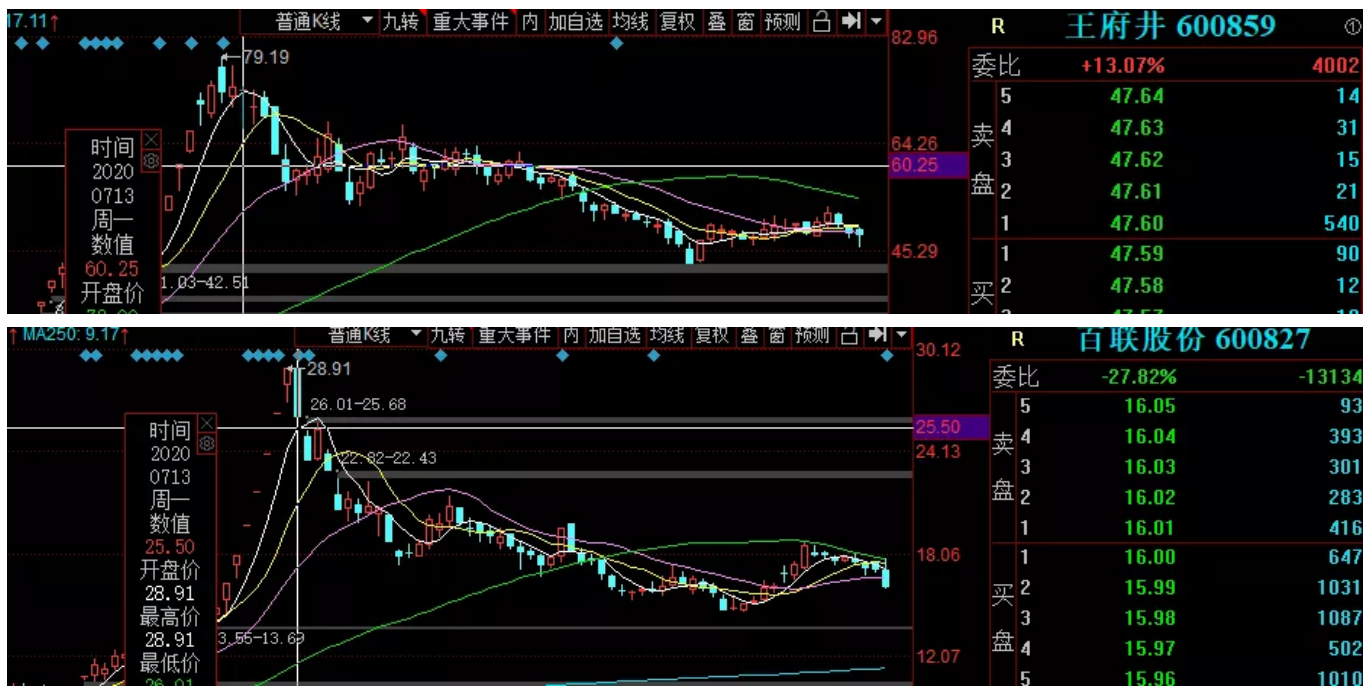 17.11↑
普通K线 九转 重大事件 内 加自选 均线 复权 叠 窗 预测
79.19
82.96
64.26
60.25
45.29
时间
2020
0713
周一
数值
60.25
开盘价
1.03-42.51
R 王府井 600859
委比 +13.07% 4002
卖盘
5 47.64 14
4 47.63 31
3 47.62 15
2 47.61 21
1 47.60 540
买
1 47.59 90
2 47.58 12
↑ MA250: 9.17↑
普通K线 九转 重大事件 内 加自选 均线 复权 叠 窗 预测
28.91
26.01-25.68
22.82-22.43
3.55-13.69
30.12
25.50
24.13
18.06
12.07
时间
2020
0713
周一
数值
25.50
开盘价
28.91
最高价
28.91
最低价
26.01
R 百联股份 600827
委比 -27.82% -13134
卖盘
5 16.05 93
4 16.04 393
3 16.03 301
2 16.02 283
1 16.01 416
买盘
1 16.00 647
2 15.99 1031
3 15.98 1087
4 15.97 502
5 15.96 1010